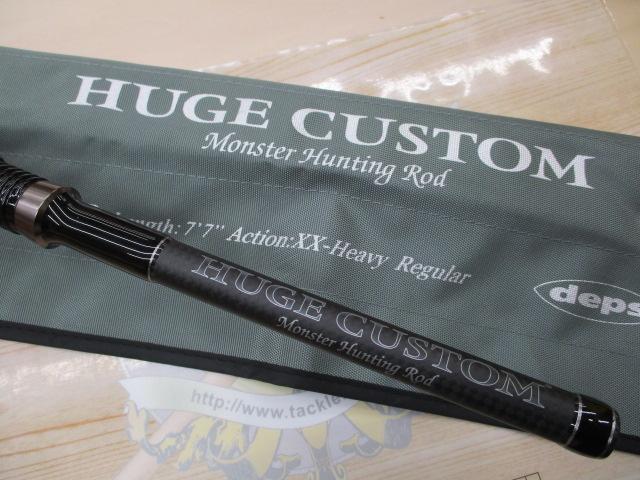 HUGE CUSTOM
Monster Hunting Rod
Length: 7'7" Action:XX-Heavy Regular
deps
HUGE CUSTOM
Monster Hunting Rod
http://www.tackle